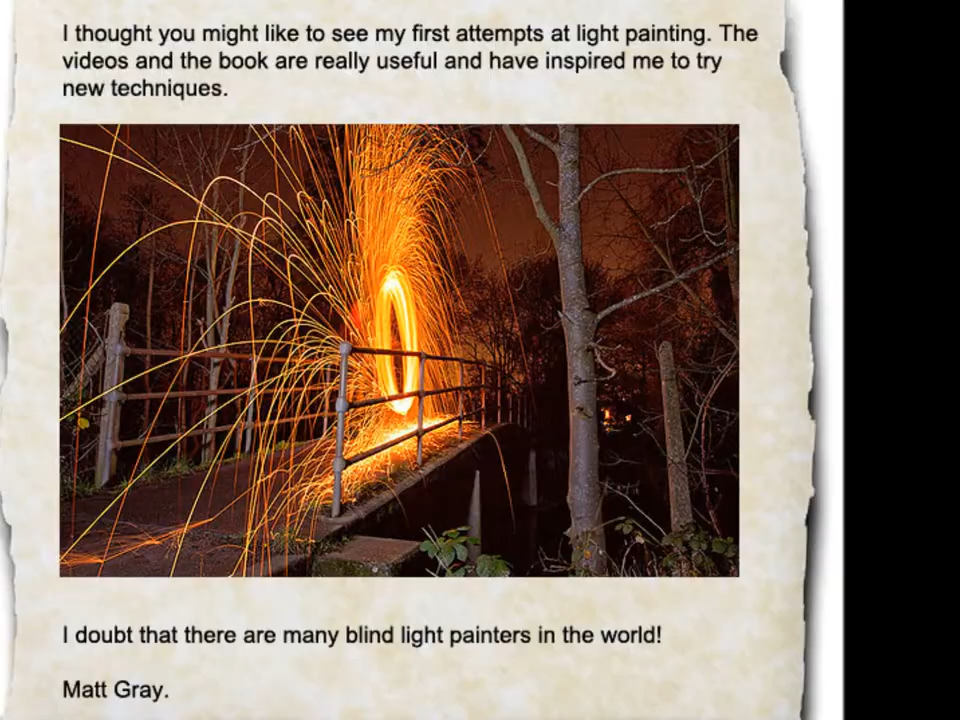 I thought you might like to see my first attempts at light painting. The
videos and the book are really useful and have inspired me to try
new techniques.
I doubt that there are many blind light painters in the world!
Matt Gray.